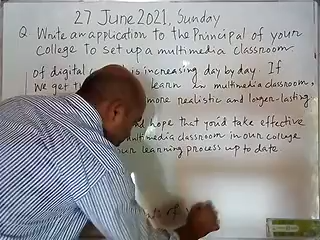 27 June 2021, Sunday
Q. Write an application to the Principal of your
College to set up a multimedia classroom
of digital is increasing day by day. If
We get th learn in multimedia classroom,
more realistic and longer-lasting
and hope that you'd take effective
multimedia classroom in our college
our learning process up to date
of